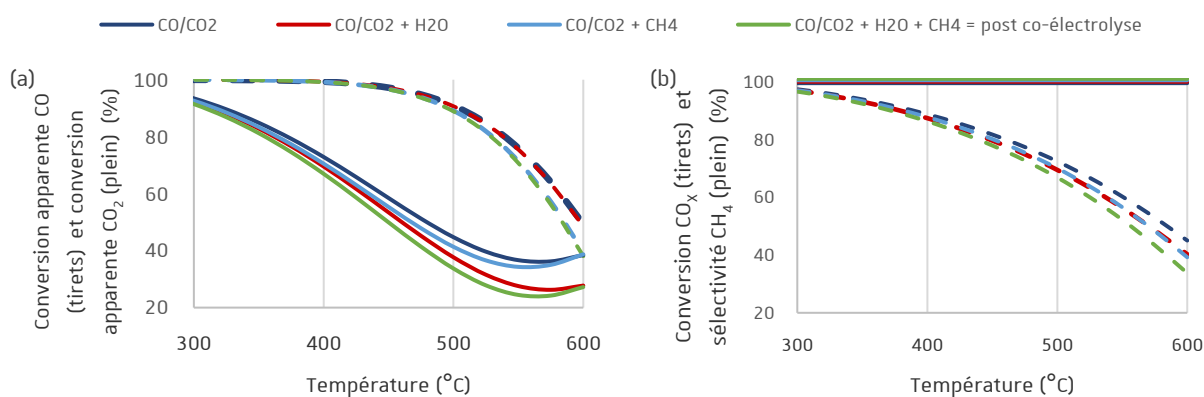 CO/CO2 CO/CO2 + H2O CO/CO2 + CH4 CO/CO2 + H2O + CH4 = post co-électrolyse
(a)
Conversion apparente CO
(tirets) et conversion
apparente CO₂ (plein) (%)
100
80
60
40
20
300 400 500 600
Température (°C)
(b)
Conversion COₓ (tirets) et
sélectivité CH₄ (plein) (%)
100
80
60
40
20
300 400 500 600
Température (°C)